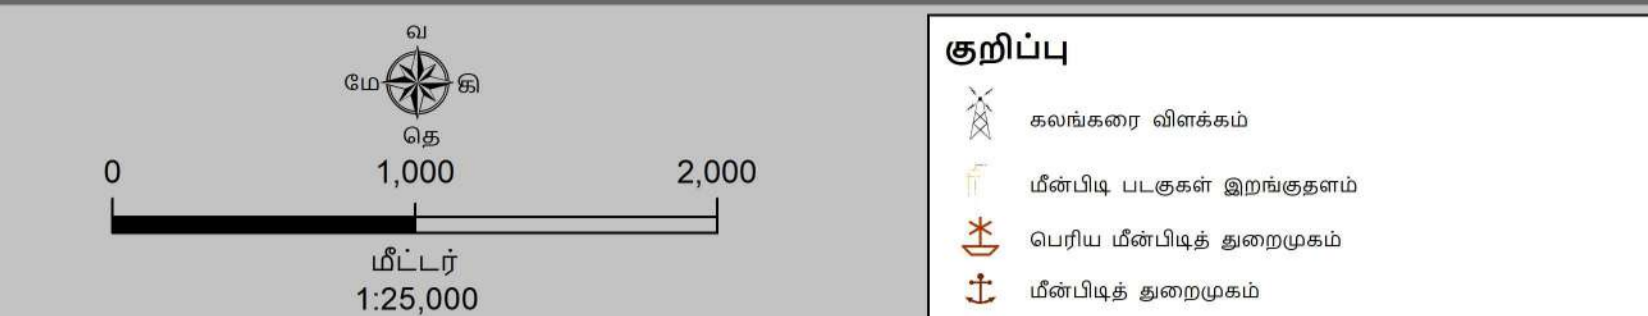 வ
மே கி
தெ
0 1,000 2,000
மீட்டர்
1:25,000
குறிப்பு
கலங்கரை விளக்கம்
மீன்பிடி படகுகள் இறங்குதளம்
பெரிய மீன்பிடித் துறைமுகம்
மீன்பிடித் துறைமுகம்